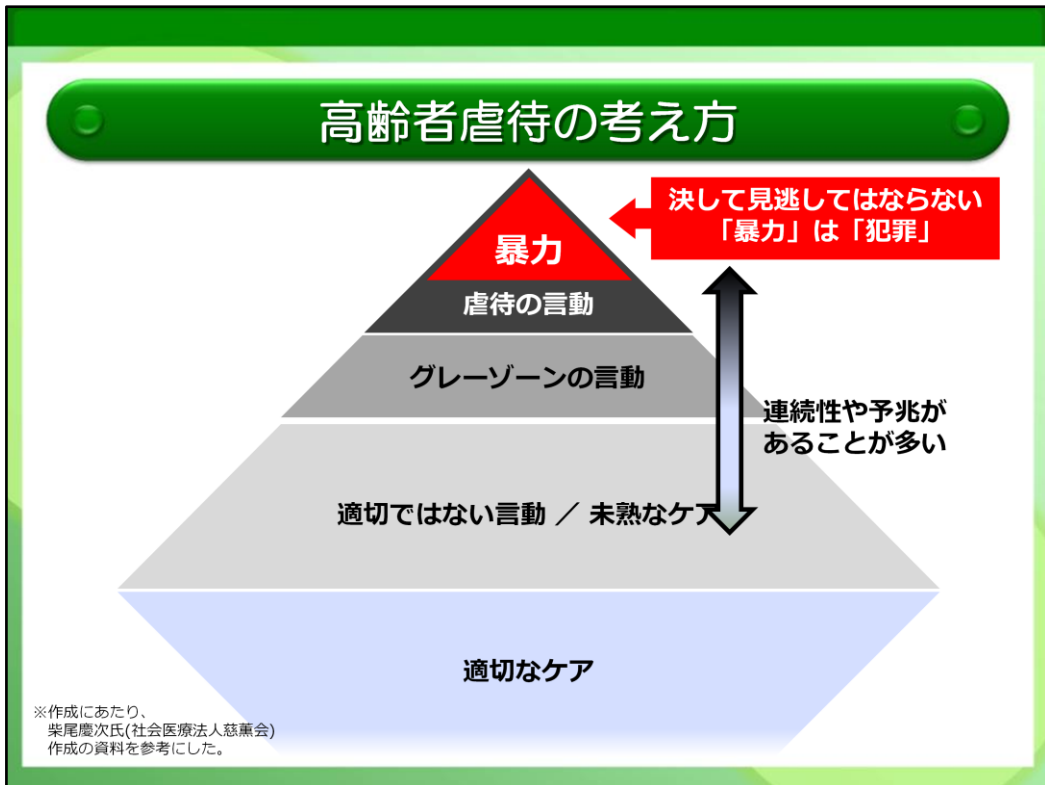 高齢者虐待の考え方
決して見逃してはならない
「暴力」は「犯罪」
暴力
虐待の言動
グレーゾーンの言動
連続性や予兆が
あることが多い
適切ではない言動 ／ 未熟なケア
適切なケア
※作成にあたり、
柴尾慶次氏(社会医療法人慈薫会)
作成の資料を参考にした。